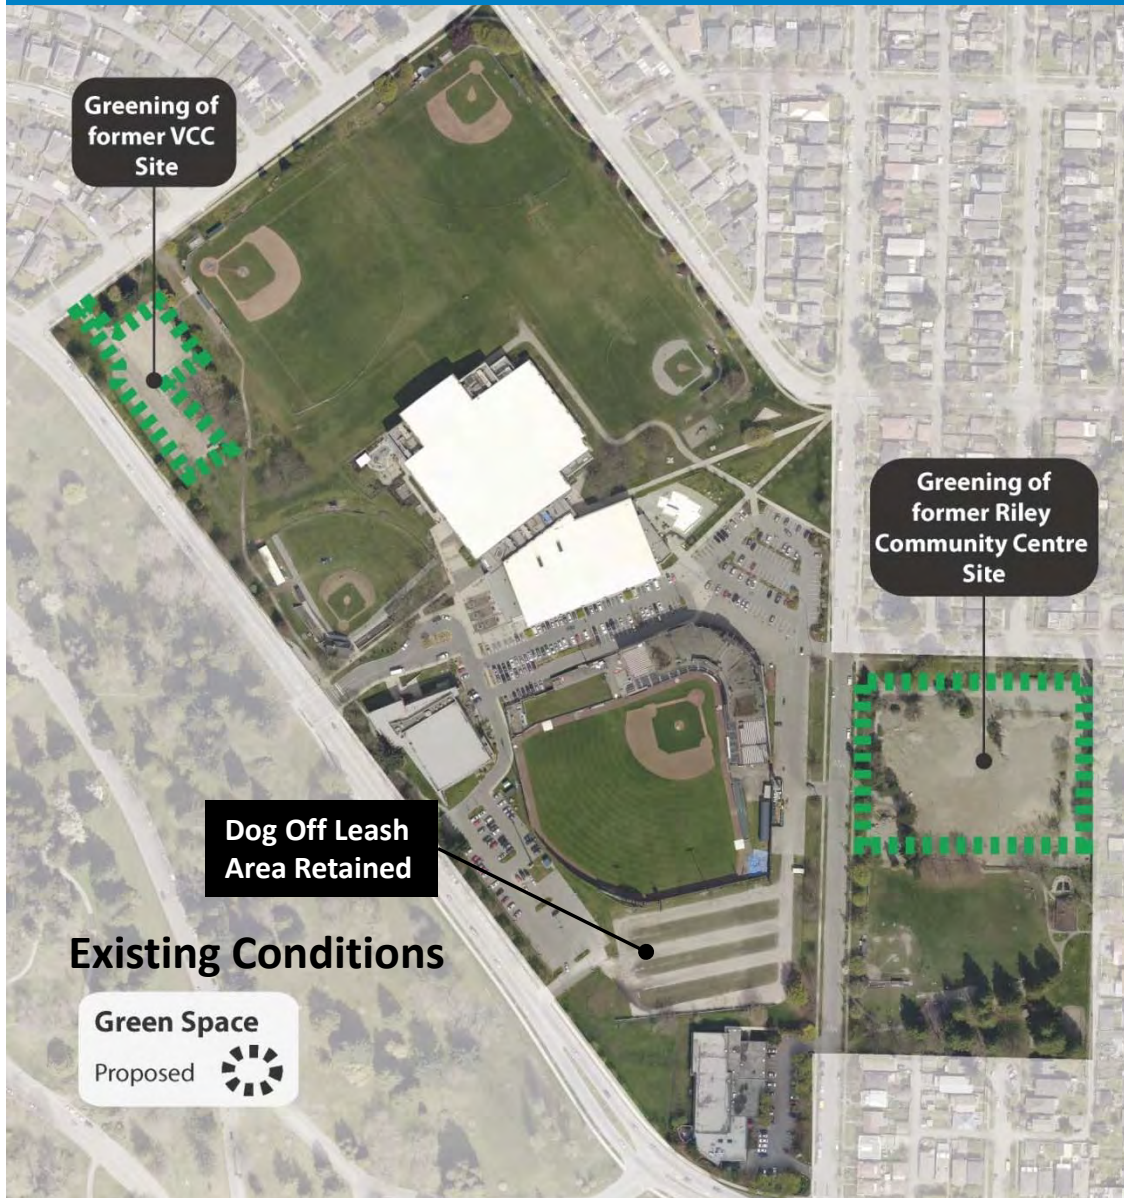 Greening of
former VCC
Site
Greening of
former Riley
Community Centre
Site
Dog Off Leash
Area Retained
Existing Conditions
Green Space
Proposed